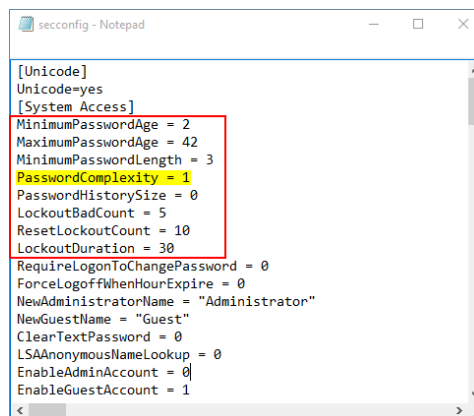 secconfig - Notepad
[Unicode]
Unicode=yes
[System Access]
MinimumPasswordAge = 2
MaximumPasswordAge = 42
MinimumPasswordLength = 3
PasswordComplexity = 1
PasswordHistorySize = 0
LockoutBadCount = 5
ResetLockoutCount = 10
LockoutDuration = 30
RequireLogonToChangePassword = 0
ForceLogoffWhenHourExpire = 0
NewAdministratorName = "Administrator"
NewGuestName = "Guest"
ClearTextPassword = 0
LSAAnonymousNameLookup = 0
EnableAdminAccount = 0
EnableGuestAccount = 1